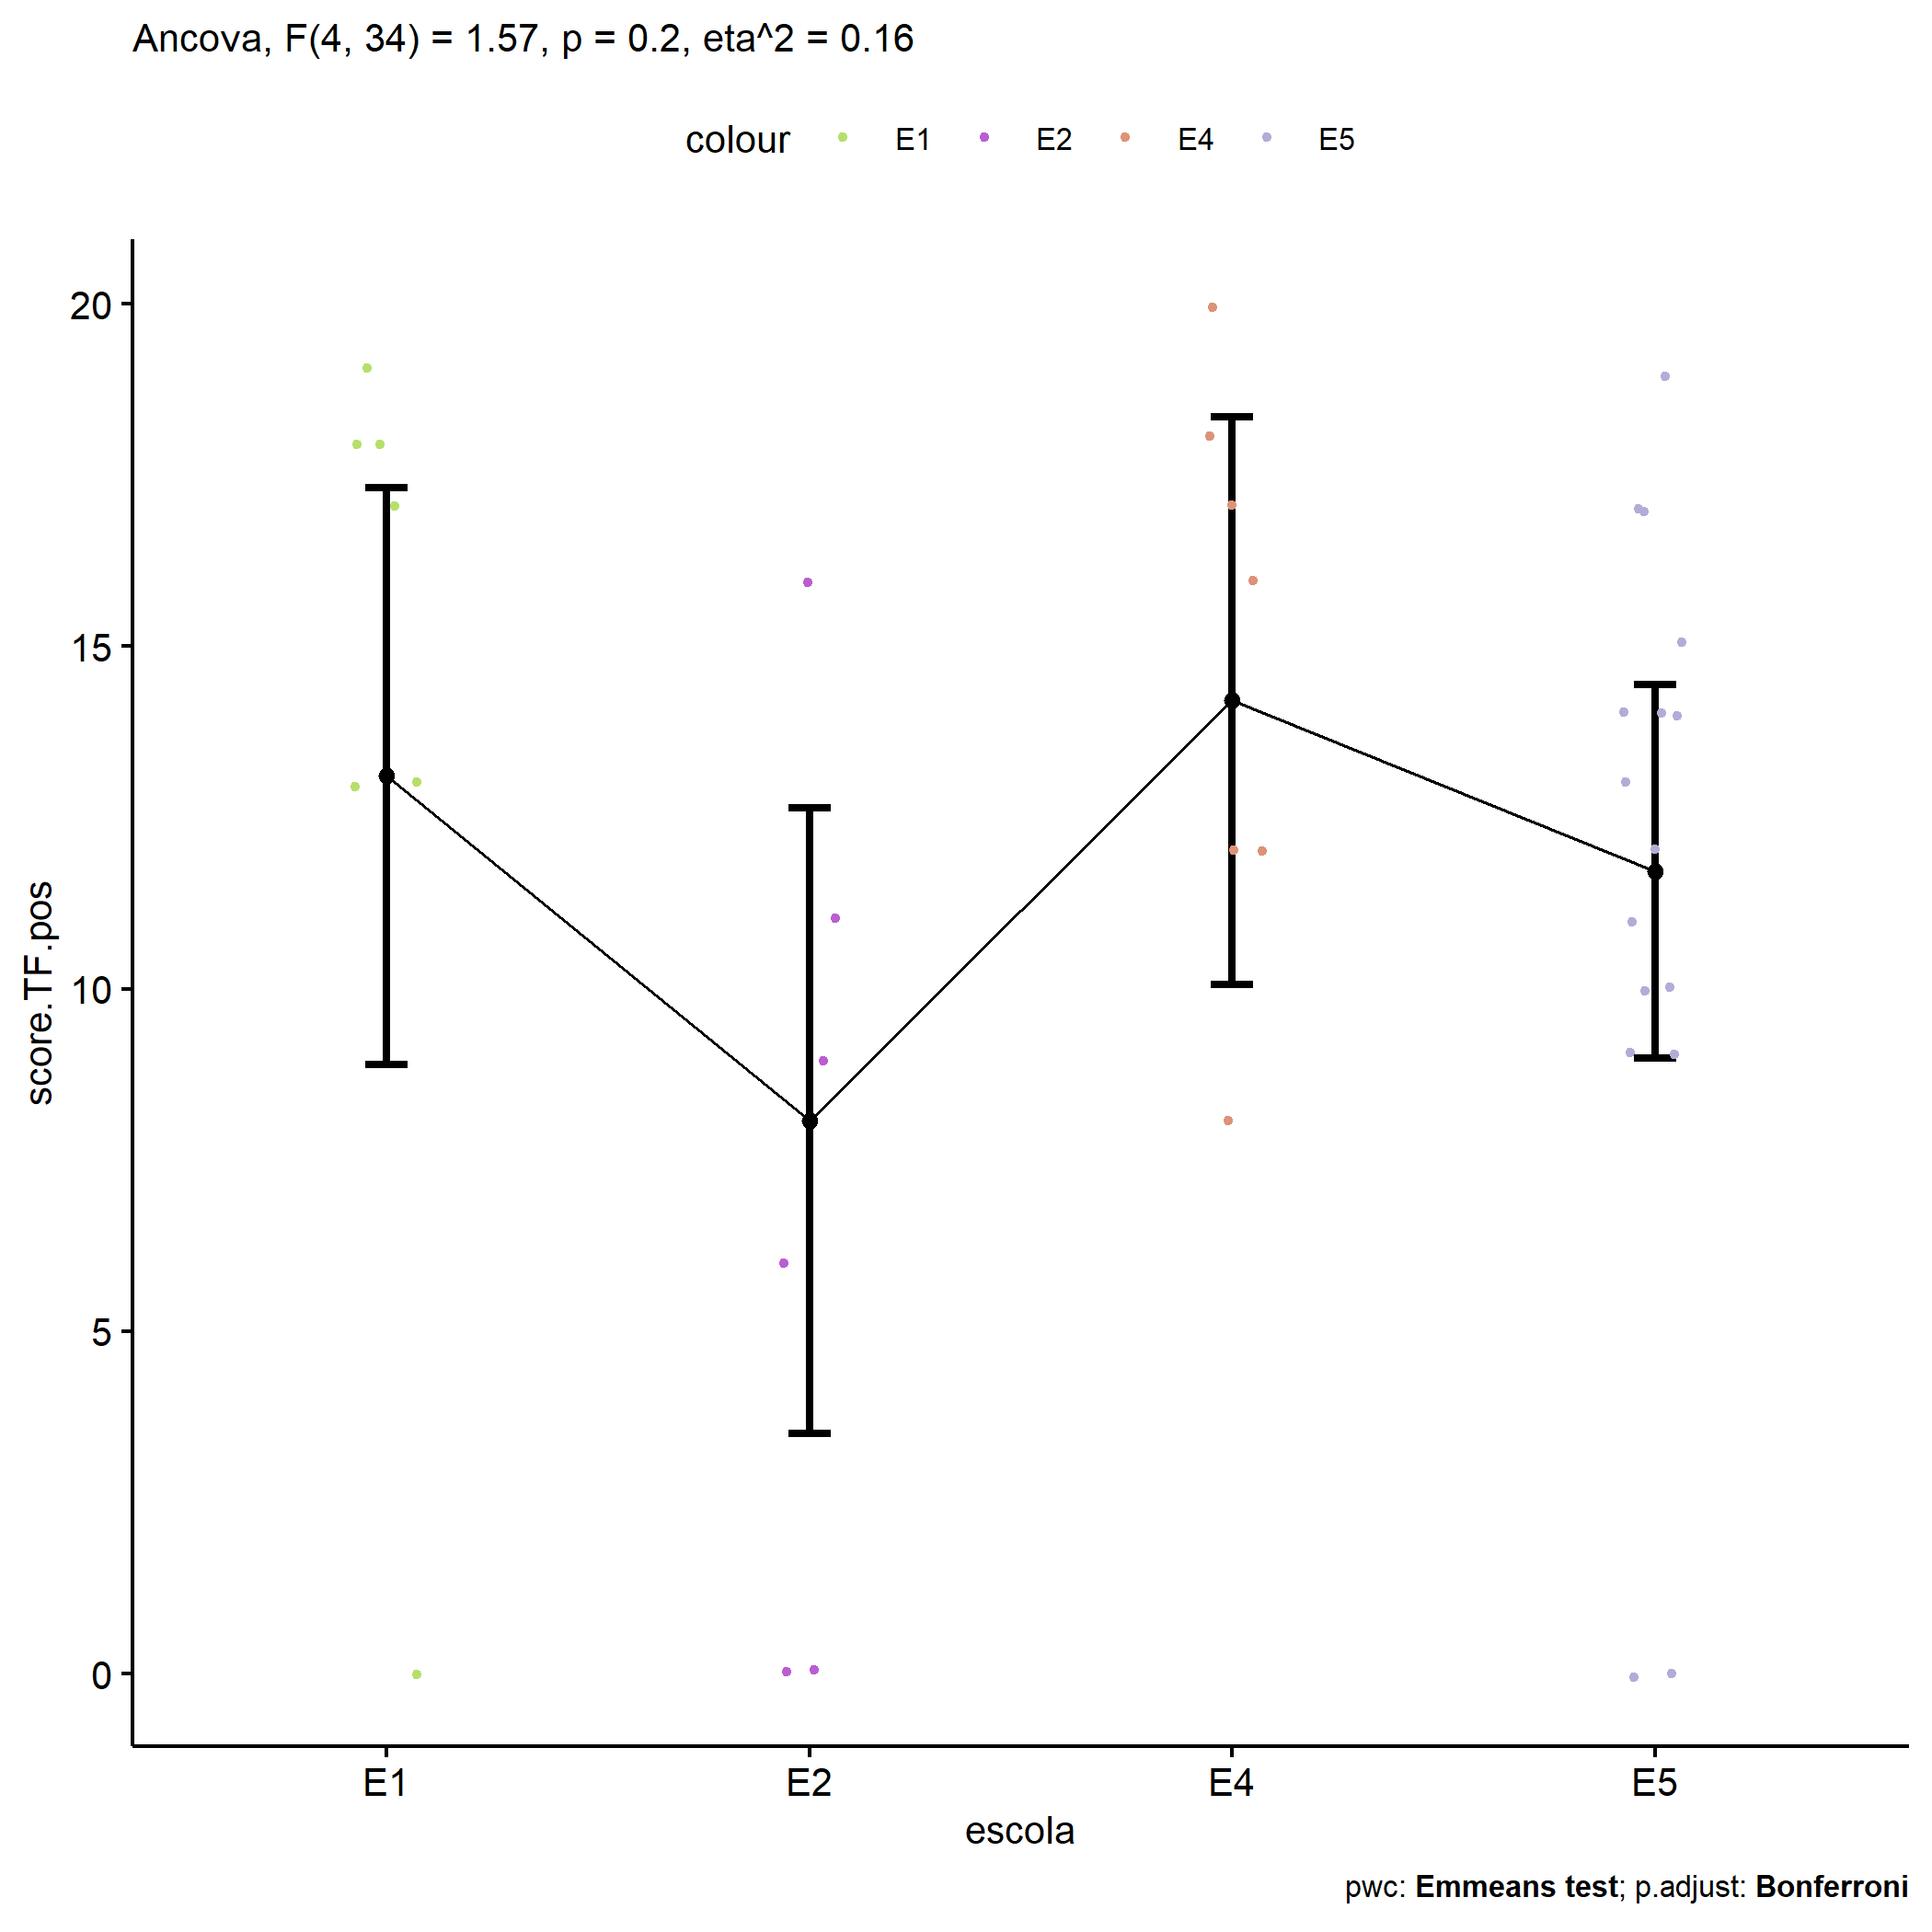 Ancova, F(4, 34) = 1.57, p = 0.2, eta^2 = 0.16
colour E1 E2 E4 E5
20
15
10
5
0
score.TF.pos
E1 E2 E4 E5
escola
pwc: Emmeans test; p.adjust: Bonferroni